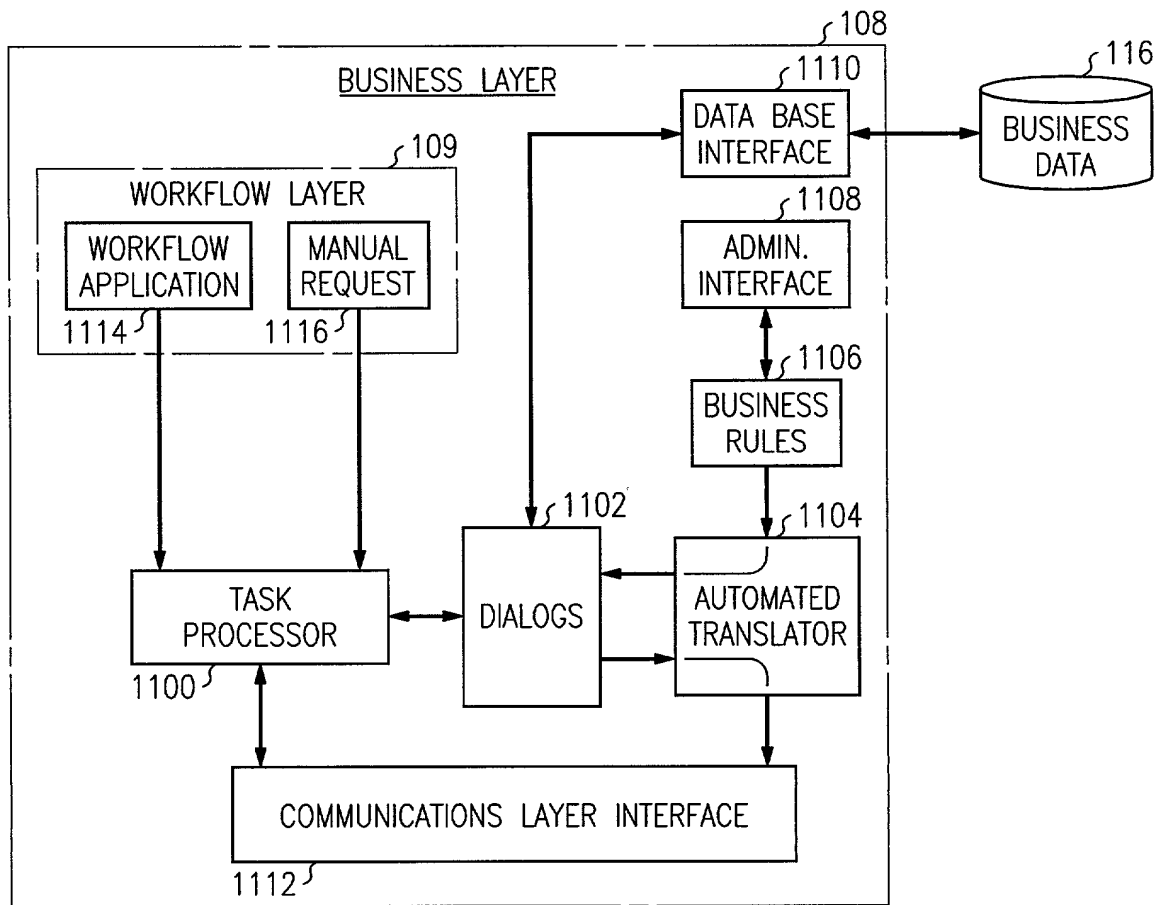 108
116
BUSINESS LAYER
1110
DATA BASE
INTERFACE
BUSINESS
DATA
109
WORKFLOW LAYER
WORKFLOW
APPLICATION
1114
MANUAL
REQUEST
1116
1108
ADMIN.
INTERFACE
1106
BUSINESS
RULES
1102
1104
TASK
PROCESSOR
1100
DIALOGS
AUTOMATED
TRANSLATOR
COMMUNICATIONS LAYER INTERFACE
1112